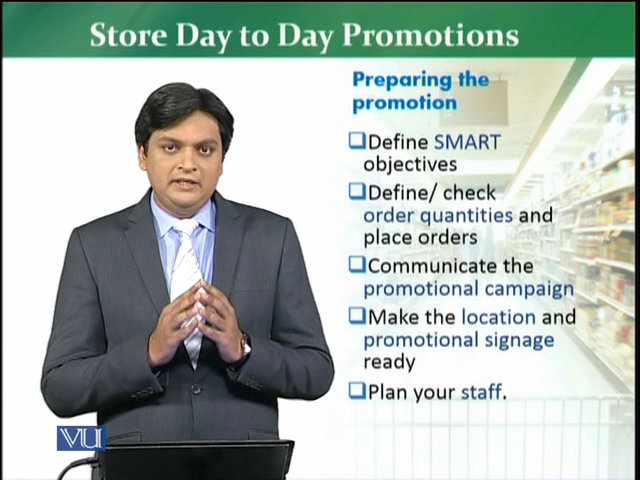 Store Day to Day Promotions
Preparing the
promotion
❑Define SMART
objectives
❑Define/ check
order quantities and
place orders
❑Communicate the
promotional campaign
❑Make the location and
promotional signage
ready
❑Plan your staff.
VU